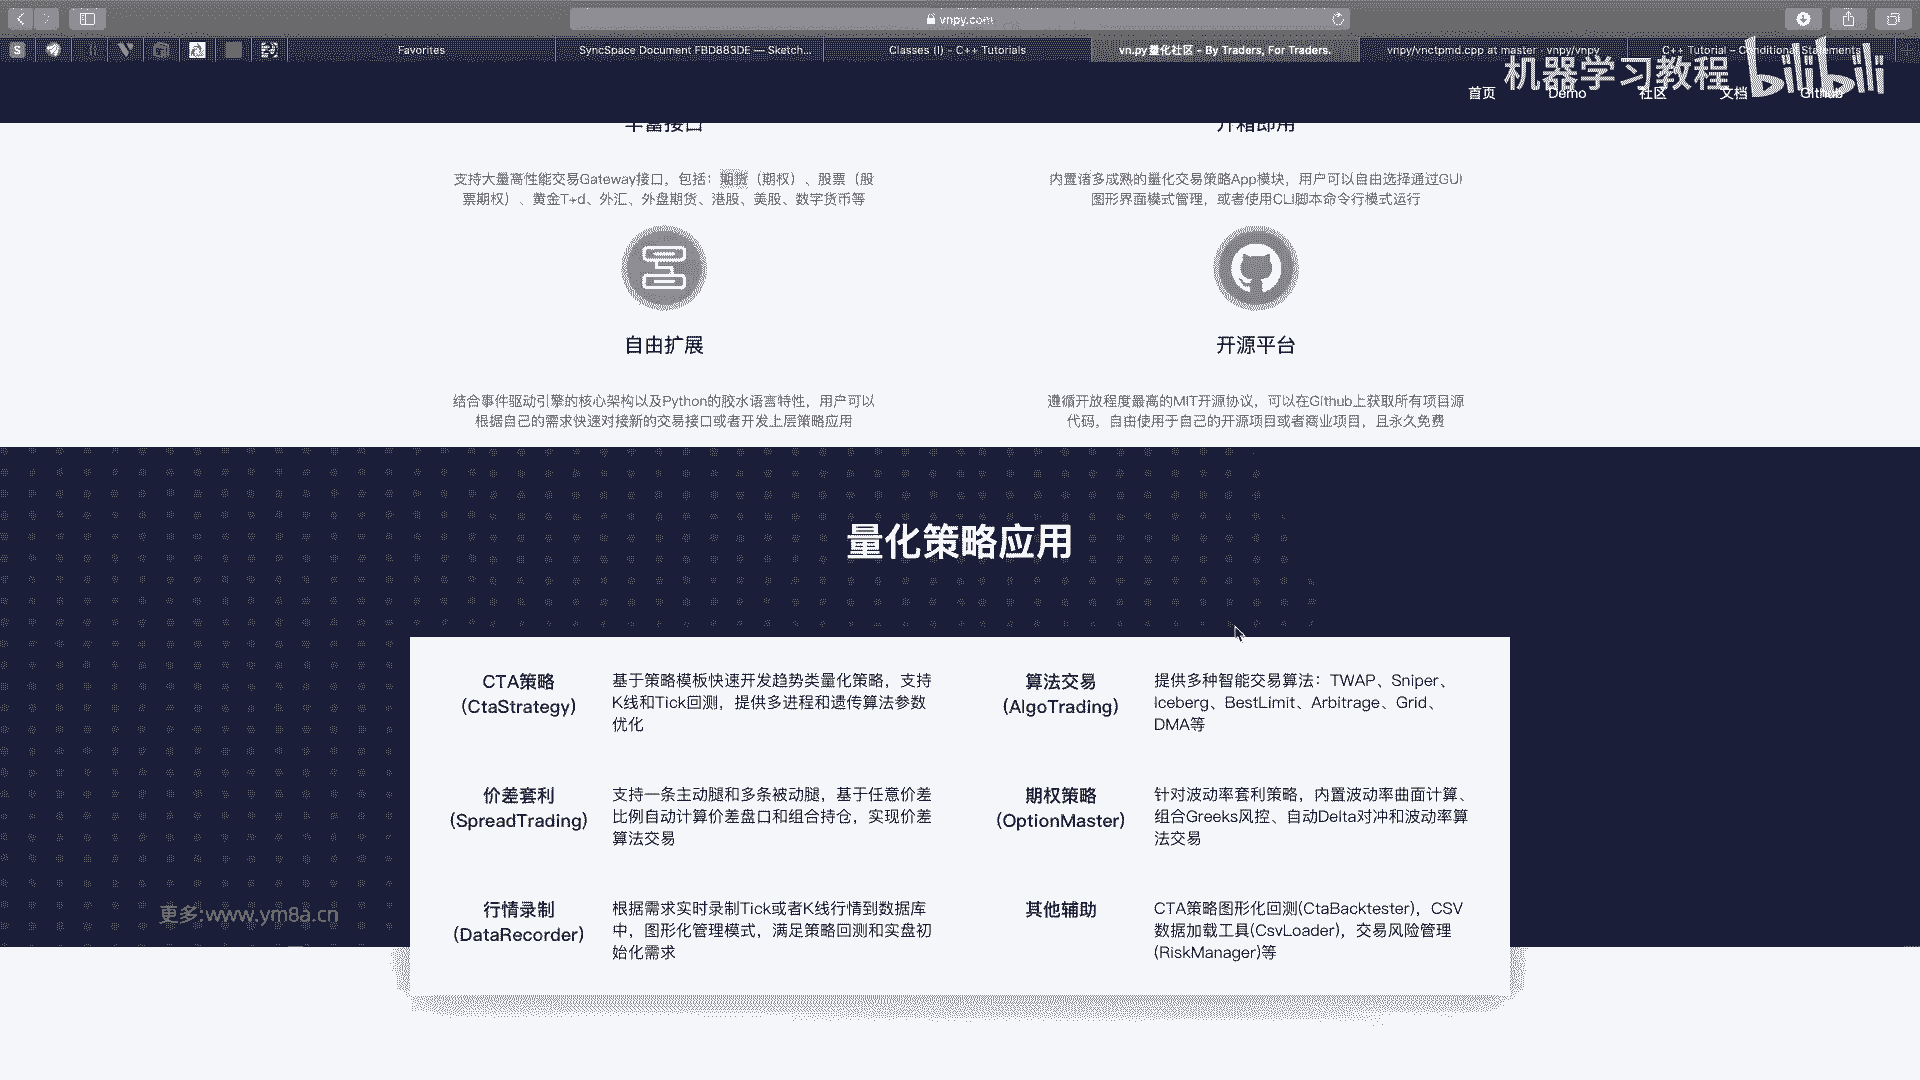 vnpy.com
Favorites
SyncSpace Document FBD883DE — Sketch...
Classes (I) - C++ Tutorials
vn.py量化社区 - By Traders, For Traders.
vnpy/vnctpmd.cpp at master · vnpy/vnpy
C++ Tutorial – Conditional Statements
机器学习教程 bilibili
首页
Demo
社区
文档
Github
丰富接口
开箱即用
支持大量高性能交易Gateway接口，包括：期货（期权）、股票（股
票期权）、黄金T+d、外汇、外盘期货、港股、美股、数字货币等
内置诸多成熟的量化交易策略App模块，用户可以自由选择通过GUI
图形界面模式管理，或者使用CLI脚本命令行模式运行
自由扩展
开源平台
结合事件驱动引擎的核心架构以及Python的胶水语言特性，用户可以
根据自己的需求快速对接新的交易接口或者开发上层策略应用
遵循开放程度最高的MIT开源协议，可以在Github上获取所有项目源
代码，自由使用于自己的开源项目或者商业项目，且永久免费
量化策略应用
CTA策略
(CtaStrategy)
基于策略模板快速开发趋势类量化策略，支持
K线和Tick回测，提供多进程和遗传算法参数
优化
算法交易
(AlgoTrading)
提供多种智能交易算法：TWAP、Sniper、
Iceberg、BestLimit、Arbitrage、Grid、
DMA等
价差套利
(SpreadTrading)
支持一条主动腿和多条被动腿，基于任意价差
比例自动计算价差盘口和组合持仓，实现价差
算法交易
期权策略
(OptionMaster)
针对波动率套利策略，内置波动率曲面计算、
组合Greeks风控、自动Delta对冲和波动率算
法交易
行情录制
(DataRecorder)
根据需求实时录制Tick或者K线行情到数据库
中，图形化管理模式，满足策略回测和实盘初
始化需求
其他辅助
CTA策略图形化回测(CtaBacktester)，CSV
数据加载工具(CsvLoader)，交易风险管理
(RiskManager)等
更多:www.ym8a.cn